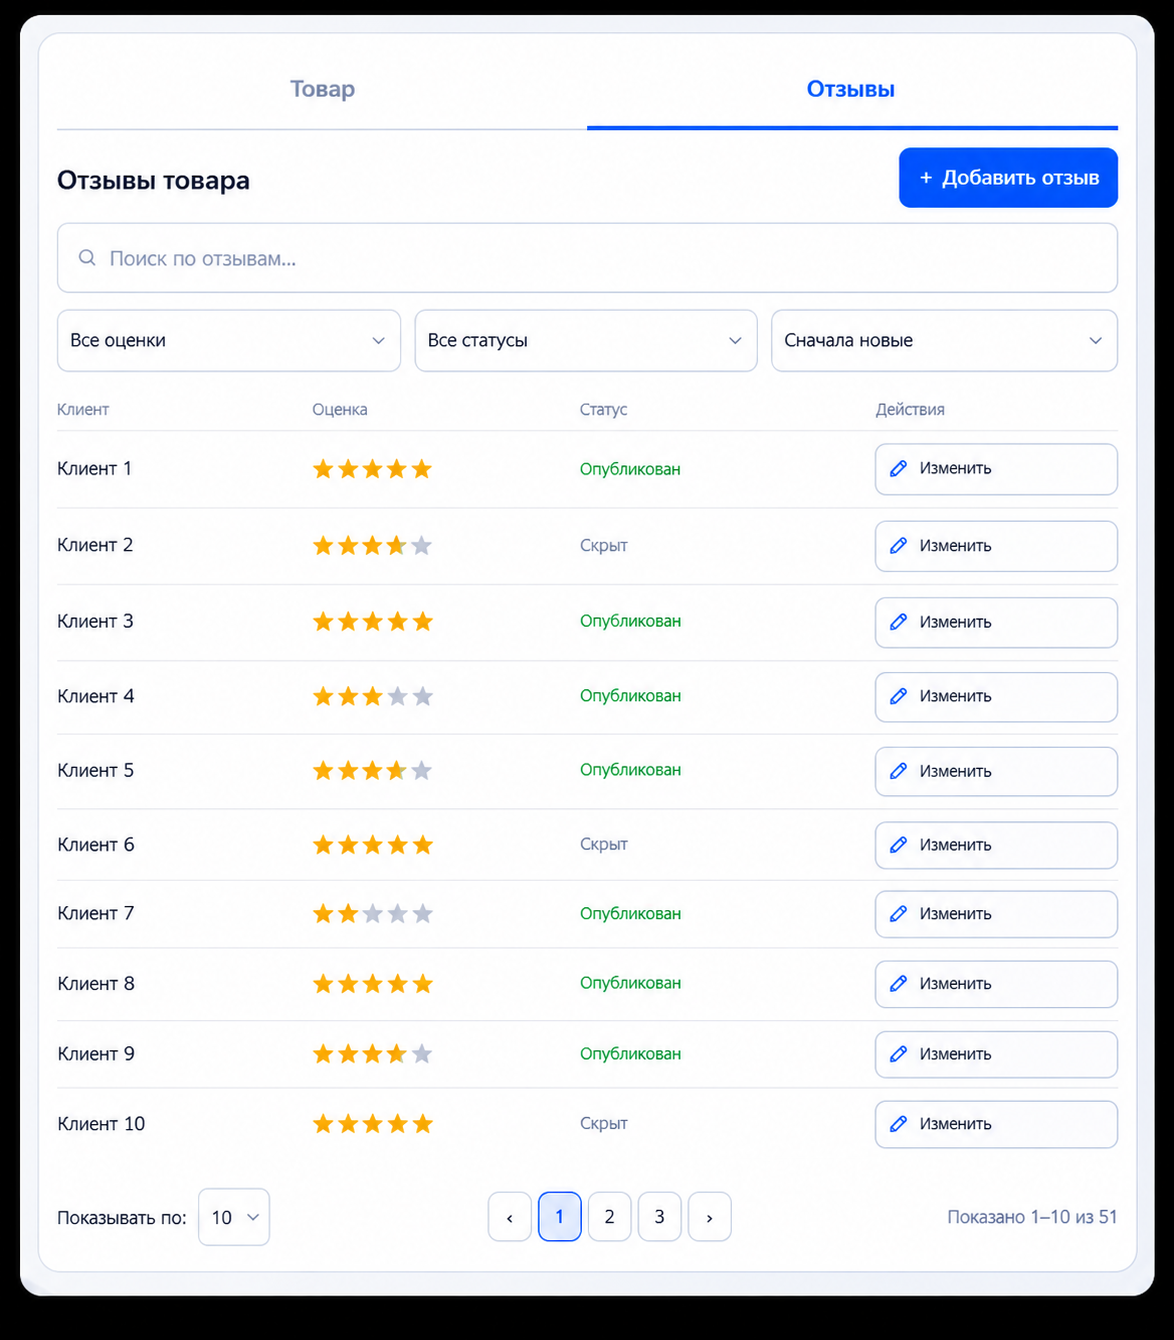 Товар Отзывы
Отзывы товара + Добавить отзыв
Поиск по отзывам...
Все оценки Все статусы Сначала новые
Клиент Оценка Статус Действия
Клиент 1 Опубликован Изменить
Клиент 2 Скрыт Изменить
Клиент 3 Опубликован Изменить
Клиент 4 Опубликован Изменить
Клиент 5 Опубликован Изменить
Клиент 6 Скрыт Изменить
Клиент 7 Опубликован Изменить
Клиент 8 Опубликован Изменить
Клиент 9 Опубликован Изменить
Клиент 10 Скрыт Изменить
Показывать по: 10 ‹ 1 2 3 › Показано 1–10 из 51